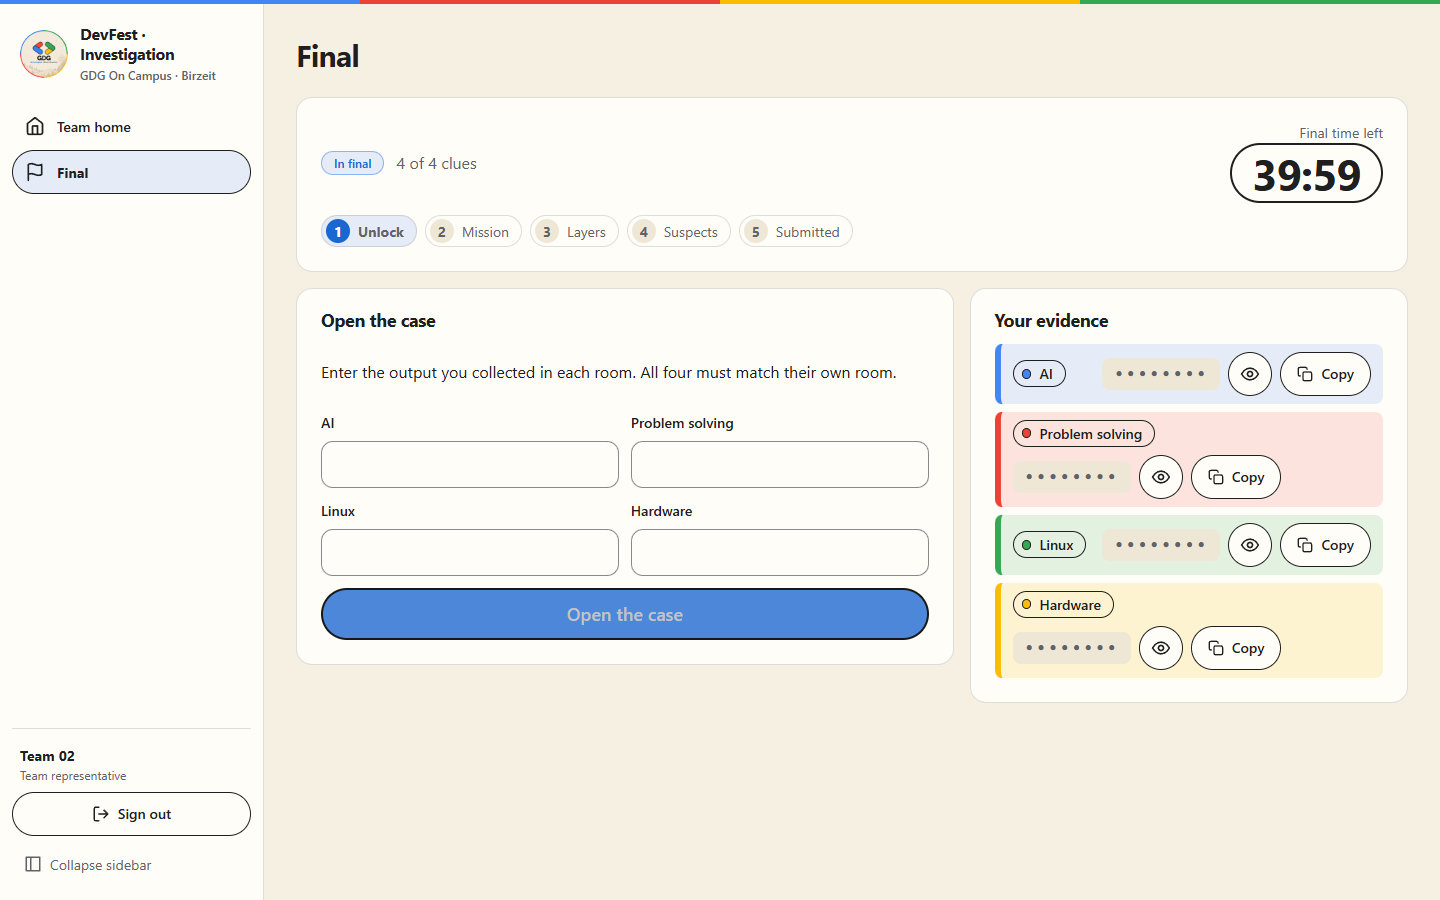 DevFest ·
Investigation
GDG On Campus · Birzeit
GDG
Team home
Final
Team 02
Team representative
Sign out
Collapse sidebar
Final
In final
4 of 4 clues
Final time left
39:59
1 Unlock
2 Mission
3 Layers
4 Suspects
5 Submitted
Open the case
Enter the output you collected in each room. All four must match their own room.
AI
Problem solving
Linux
Hardware
Open the case
Your evidence
AI
•••••••• Copy
Problem solving
•••••••• Copy
Linux
•••••••• Copy
Hardware
•••••••• Copy